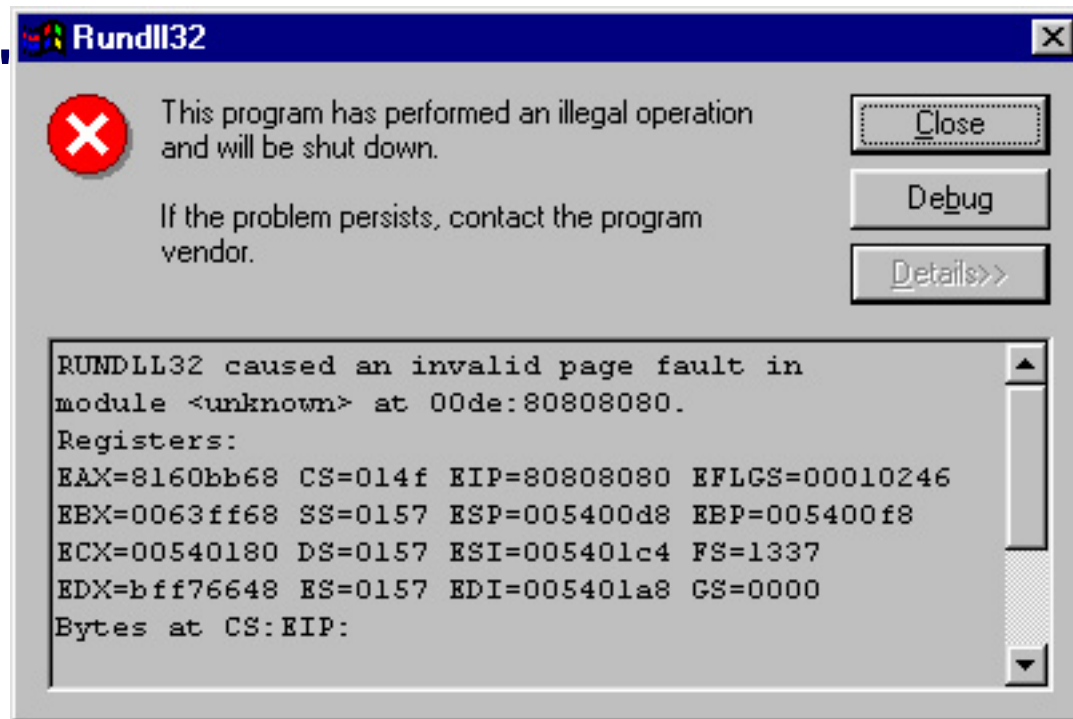 Rundll32
This program has performed an illegal operation
and will be shut down.
If the problem persists, contact the program
vendor.
Close
Debug
Details>>
RUNDLL32 caused an invalid page fault in
module <unknown> at 00de:80808080.
Registers:
EAX=8160bb68 CS=014f EIP=80808080 EFLGS=00010246
EBX=0063ff68 SS=0157 ESP=005400d8 EBP=005400f8
ECX=00540180 DS=0157 ESI=005401c4 FS=1337
EDX=bff76648 ES=0157 EDI=005401a8 GS=0000
Bytes at CS:EIP: